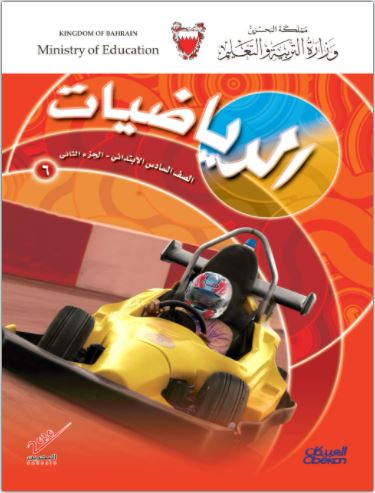 KINGDOM OF BAHRAIN
Ministry of Education
مملكة البحرين
وزارة التربية والتعليم
الرياضيات
الصف السادس الابتدائي - الجزء الثاني
٦
العبيكان
Obekan